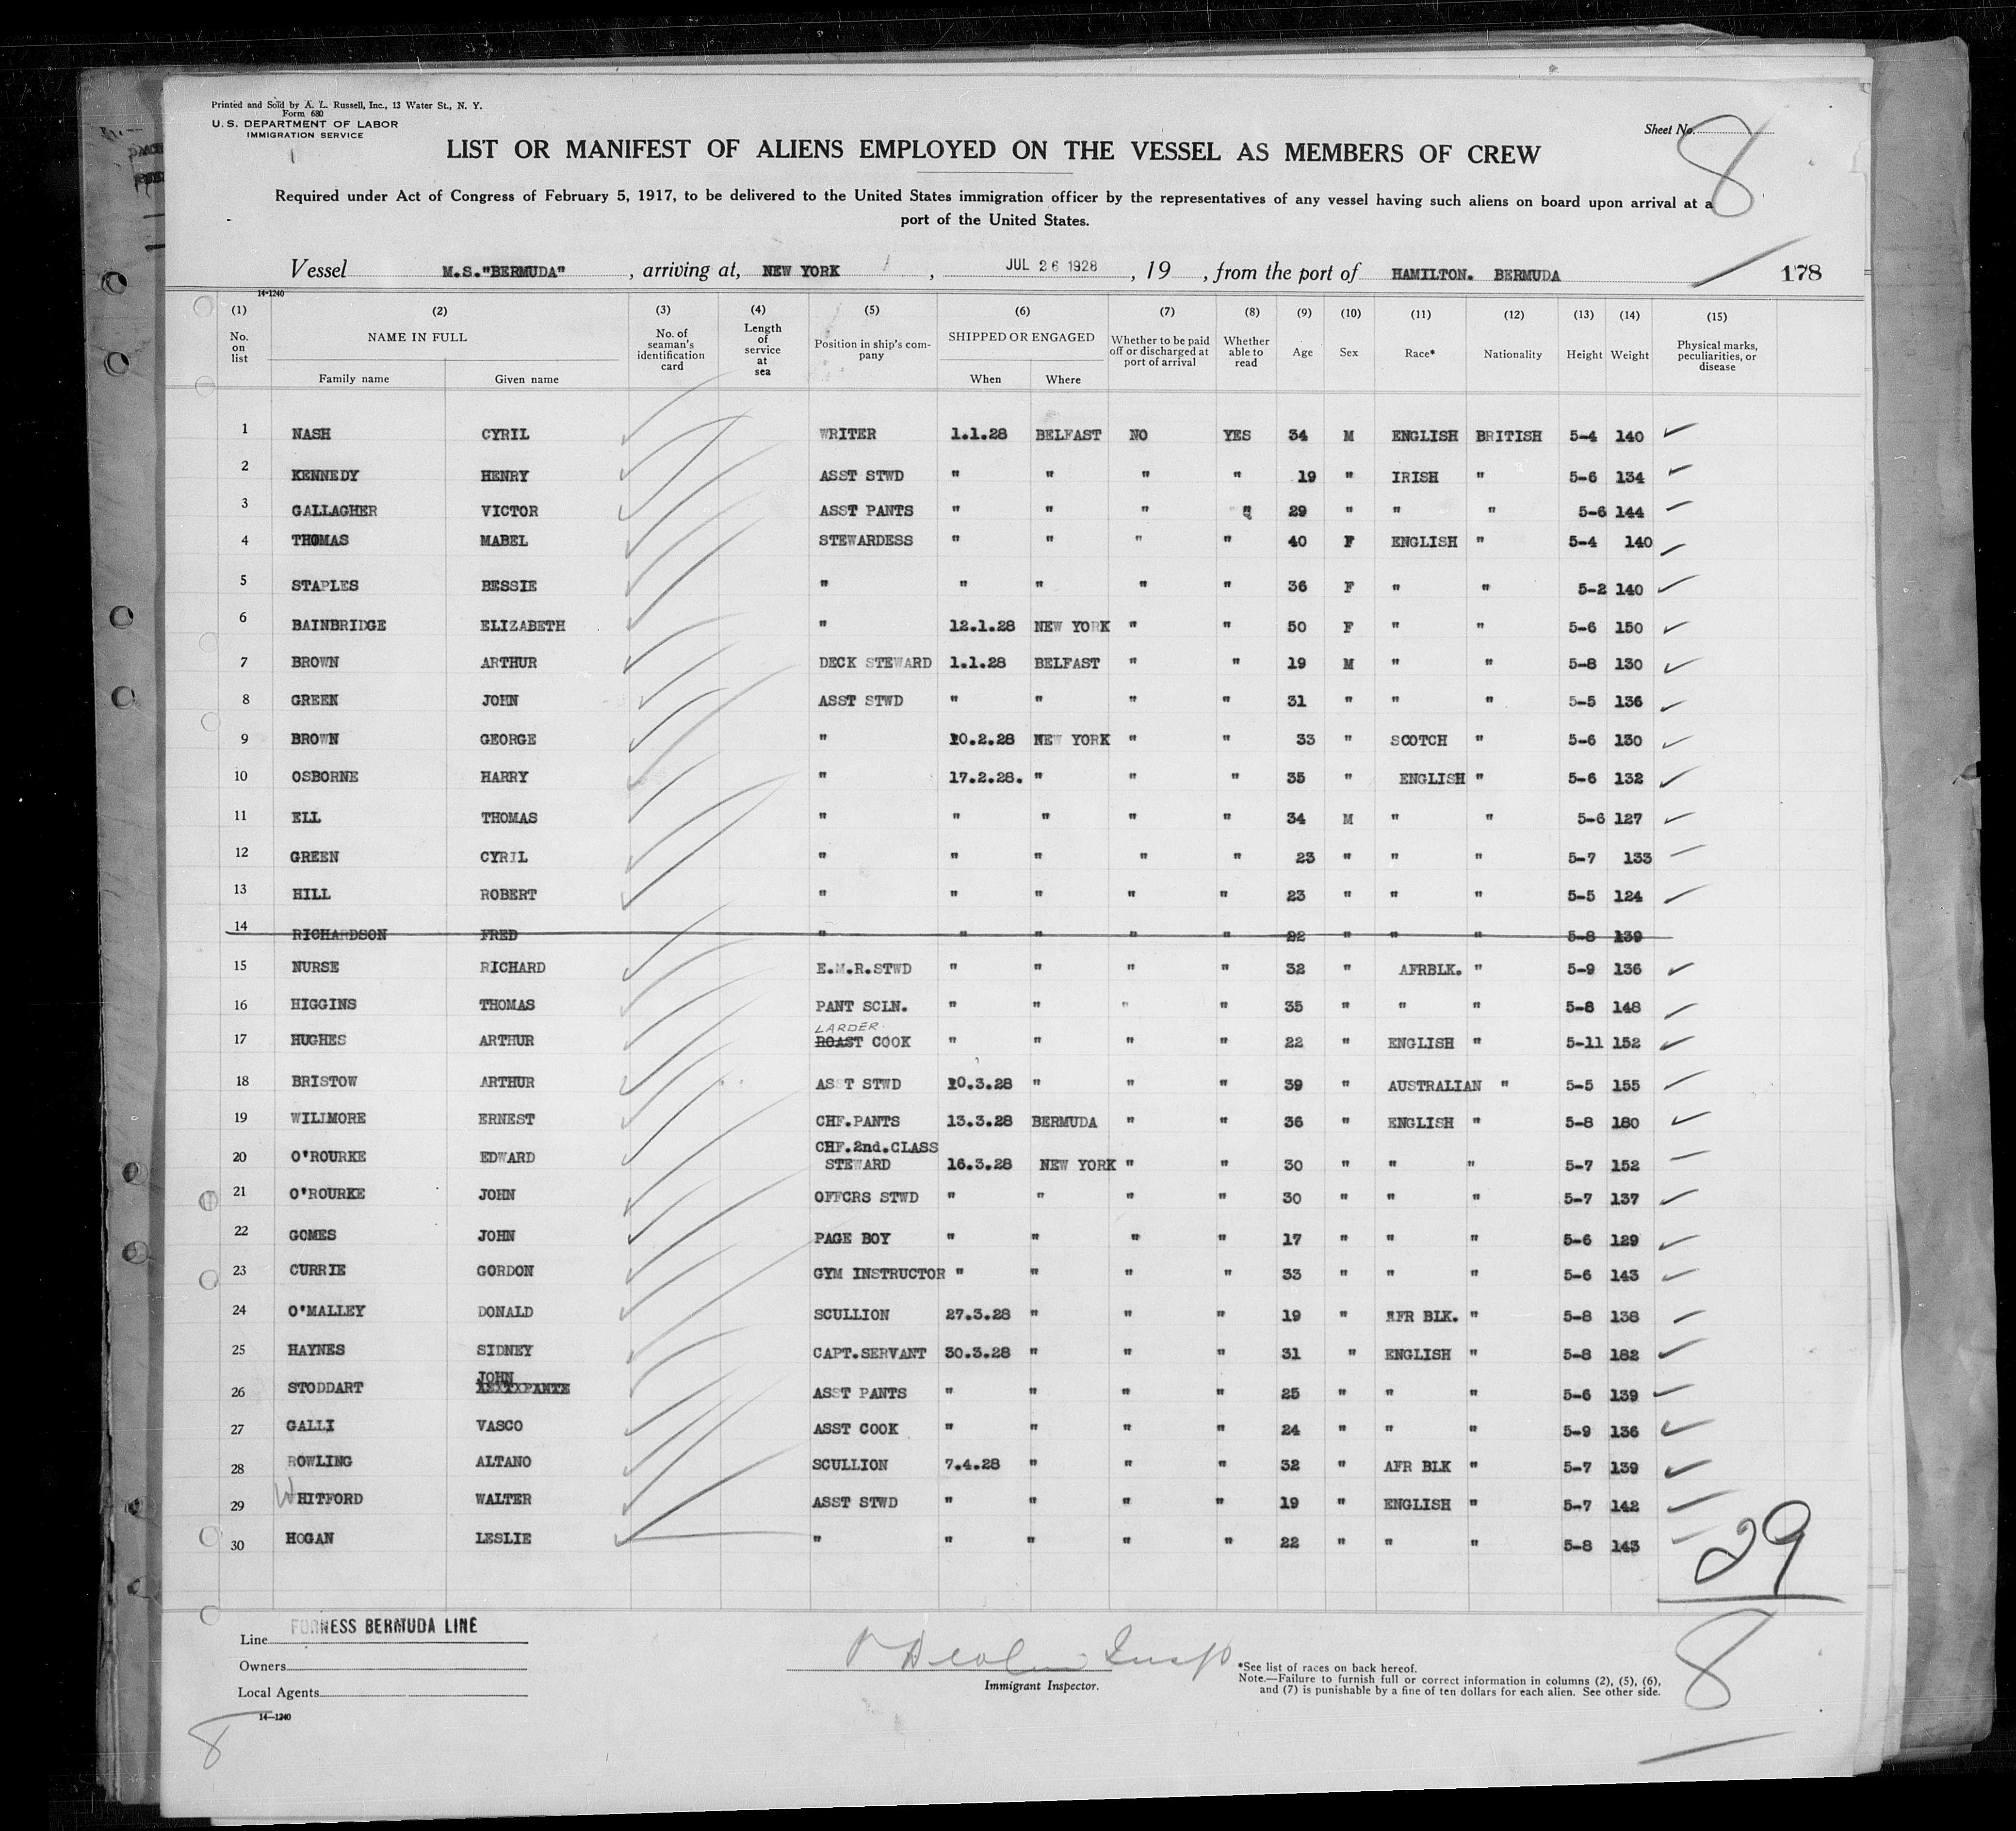 Printed and Sold by A. L. Russell, Inc., 13 Water St., N. Y.
Form 680
U. S. DEPARTMENT OF LABOR
IMMIGRATION SERVICE
Sheet No. 8
LIST OR MANIFEST OF ALIENS EMPLOYED ON THE VESSEL AS MEMBERS OF CREW
Required under Act of Congress of February 5, 1917, to be delivered to the United States immigration officer by the representatives of any vessel having such aliens on board upon arrival at a
port of the United States.
Vessel M.S."BERMUDA" , arriving at, NEW YORK , JUL 26 1928 , 19 , from the port of HAMILTON. BERMUDA 178
14-1240
(1) No. on list (2) NAME IN FULL Family name Given name (3) No. of seaman's identification card (4) Length of service at sea (5) Position in ship's company (6) SHIPPED OR ENGAGED When Where (7) Whether to be paid off or discharged at port of arrival (8) Whether able to read (9) Age (10) Sex (11) Race* (12) Nationality (13) Height (14) Weight (15) Physical marks, peculiarities, or disease
1 NASH CYRIL WRITER 1.1.28 BELFAST NO YES 34 M ENGLISH BRITISH 5-4 140
2 KENNEDY HENRY ASST STWD " " " " 19 " IRISH " 5-6 134
3 GALLAGHER VICTOR ASST PANTS " " " " 29 " " " 5-6 144
4 THOMAS MABEL STEWARDESS " " " " 40 F ENGLISH " 5-4 140
5 STAPLES BESSIE " " " " " 36 F " " 5-2 140
6 BAINBRIDGE ELIZABETH " 12.1.28 NEW YORK " " 50 F " " 5-6 150
7 BROWN ARTHUR DECK STEWARD 1.1.28 BELFAST " " 19 M " " 5-8 130
8 GREEN JOHN ASST STWD " " " " 31 " " " 5-5 136
9 BROWN GEORGE " 10.2.28 NEW YORK " " 33 " SCOTCH " 5-6 130
10 OSBORNE HARRY " 17.2.28. " " " 35 " ENGLISH " 5-6 132
11 ELL THOMAS " " " " " 34 M " " 5-6 127
12 GREEN CYRIL " " " " " 23 " " " 5-7 133
13 HILL ROBERT " " " " " 23 " " " 5-5 124
14 RICHARDSON FRED " " " " " 22 " " " 5-8 139
15 NURSE RICHARD E.M.R.STWD " " " " 32 " AFRBLK. " 5-9 136
16 HIGGINS THOMAS PANT SCLN. " " " " 35 " " " 5-8 148
LARDER
17 HUGHES ARTHUR ROAST COOK " " " " 22 " ENGLISH " 5-11 152
18 BRISTOW ARTHUR ASST STWD 10.3.28 " " " 39 " AUSTRALIAN " 5-5 155
19 WILLMORE ERNEST CHF.PANTS 13.3.28 BERMUDA " " 36 " ENGLISH " 5-8 180
CHF.2nd.CLASS
20 O'ROURKE EDWARD STEWARD 16.3.28 NEW YORK " " 30 " " " 5-7 152
21 O'ROURKE JOHN OFFCRS STWD " " " " 30 " " " 5-7 137
22 GOMES JOHN PAGE BOY " " " " 17 " " " 5-6 129
23 CURRIE GORDON GYM INSTRUCTOR " " " " 33 " " " 5-6 143
24 O'MALLEY DONALD SCULLION 27.3.28 " " " 19 " AFR BLK. " 5-8 138
25 HAYNES SIDNEY CAPT.SERVANT 30.3.28 " " " 31 " ENGLISH " 5-8 182
JOHN
26 STODDART ASST PANTS " " " " 25 " " " 5-6 139
27 GALLI VASCO ASST COOK " " " " 24 " " " 5-9 136
28 ROWLING ALTANO SCULLION 7.4.28 " " " 32 " AFR BLK " 5-7 139
29 WHITFORD WALTER ASST STWD " " " " 19 " ENGLISH " 5-7 142
30 HOGAN LESLIE " " " " " 22 " " " 5-8 143
29
Line FURNESS BERMUDA LINE
Owners
Local Agents
Insp
Immigrant Inspector.
*See list of races on back hereof.
Note.—Failure to furnish full or correct information in columns (2), (5), (6),
and (7) is punishable by a fine of ten dollars for each alien. See other side.
8
14—1240
8